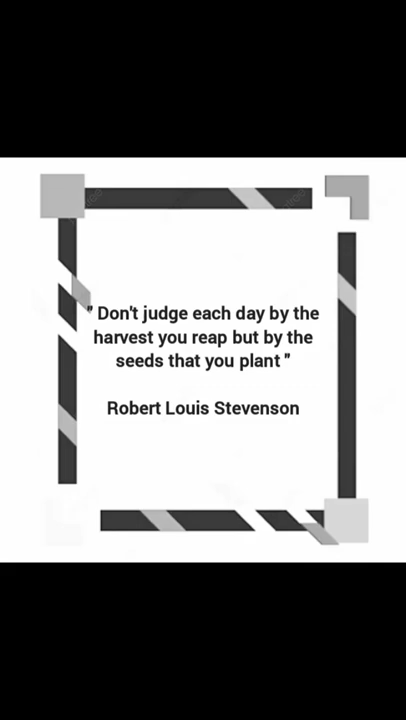 " Don't judge each day by the
harvest you reap but by the
seeds that you plant "
Robert Louis Stevenson